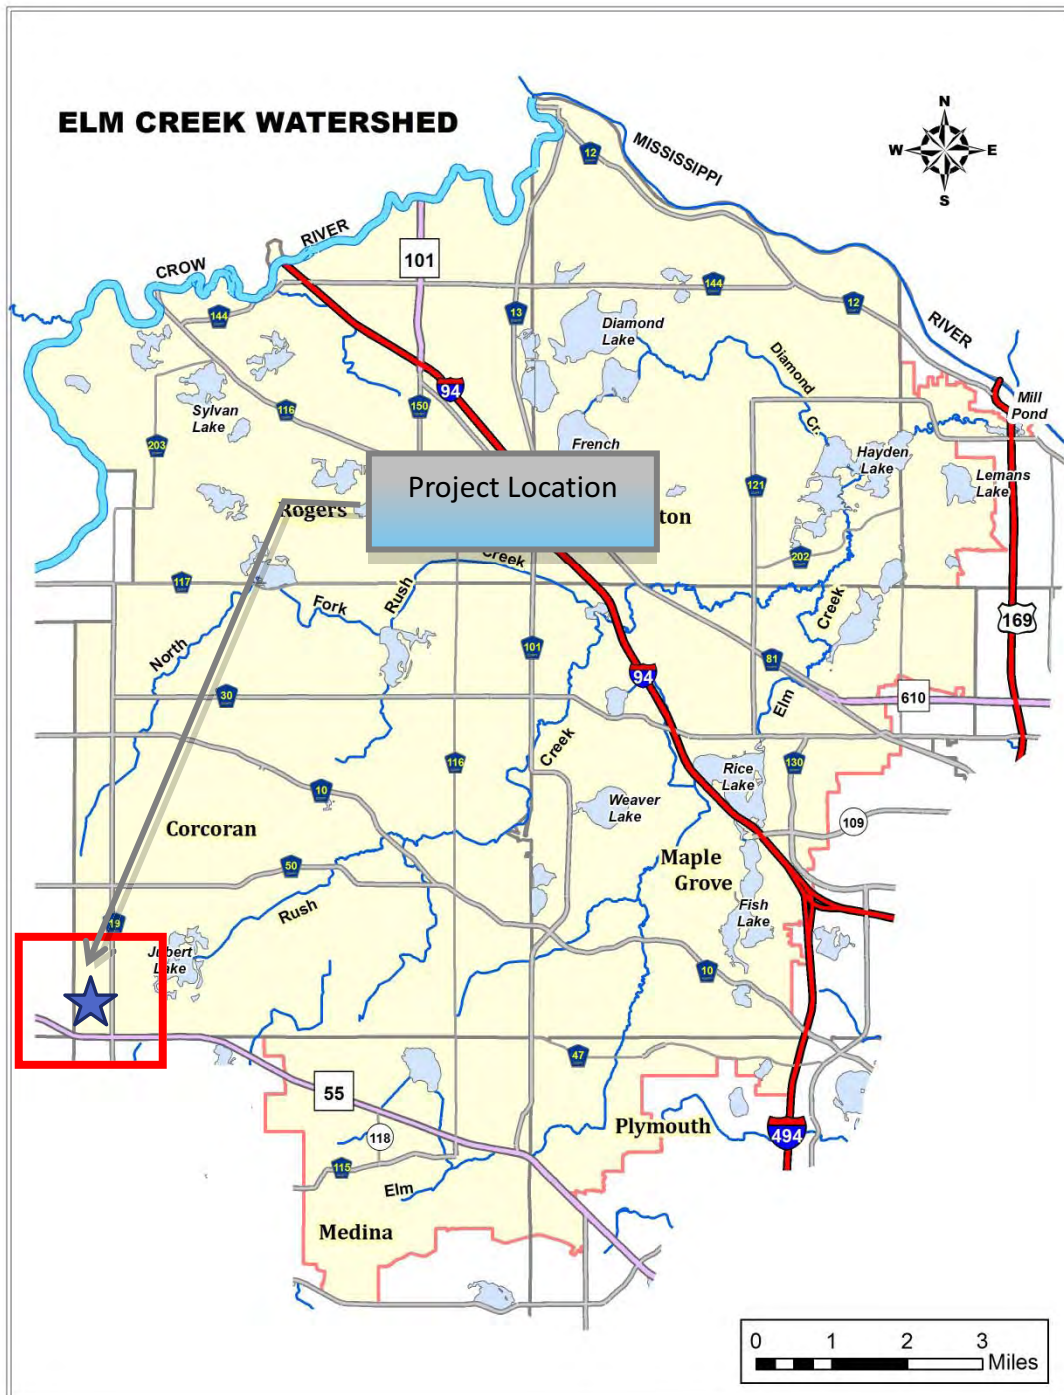 ELM CREEK WATERSHED
N
W E
S
12
MISSISSIPPI
RIVER
101
CROW
144
144
12
13
Diamond
Lake
RIVER
Diamond
Cr.
94
Mill
Pond
Sylvan
Lake
116
150
203
French
Hayden
Lake
Lemans
Lake
121
Project Location
Rogers
ton
202
Creek
117
Fork
Rush
Creek
169
North
101
81
94
30
Elm
610
Creek
116
Rice
Lake
130
10
Weaver
Lake
109
Corcoran
Maple
Grove
50
Rush
Fish
Lake
19
Jubert
Lake
10
47
55
Plymouth
494
118
115
Elm
Medina
0 1 2 3
Miles